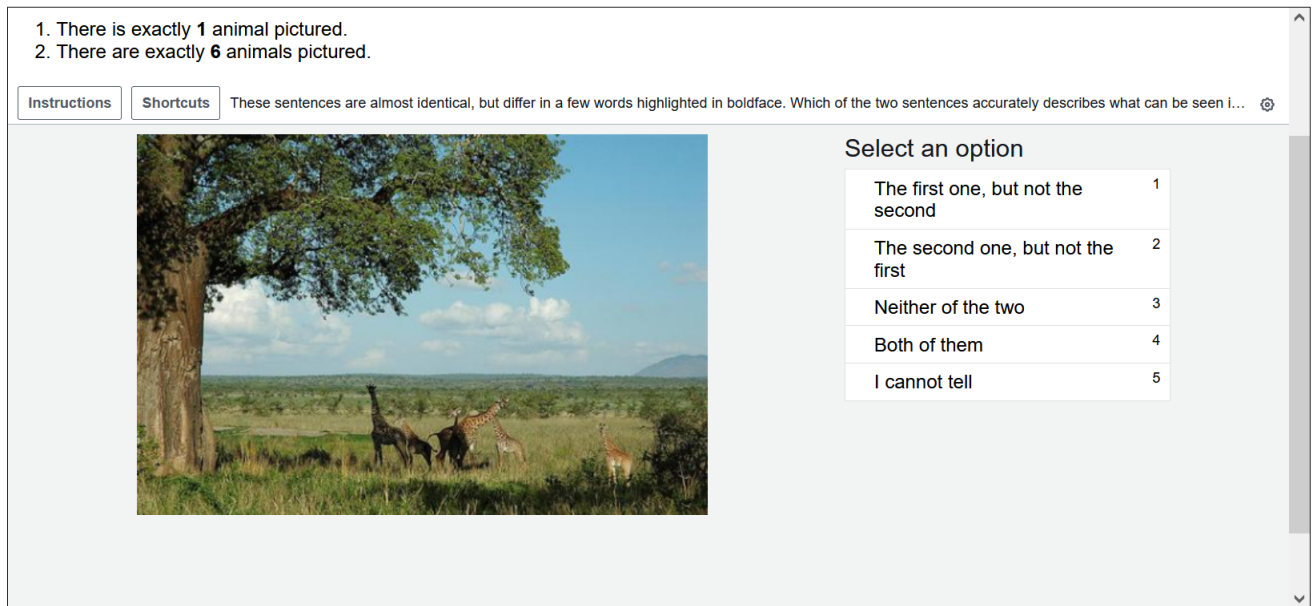 1. There is exactly 1 animal pictured.
2. There are exactly 6 animals pictured.
Instructions Shortcuts These sentences are almost identical, but differ in a few words highlighted in boldface. Which of the two sentences accurately describes what can be seen i...
Select an option
The first one, but not the 1
second
The second one, but not the 2
first
Neither of the two 3
Both of them 4
I cannot tell 5